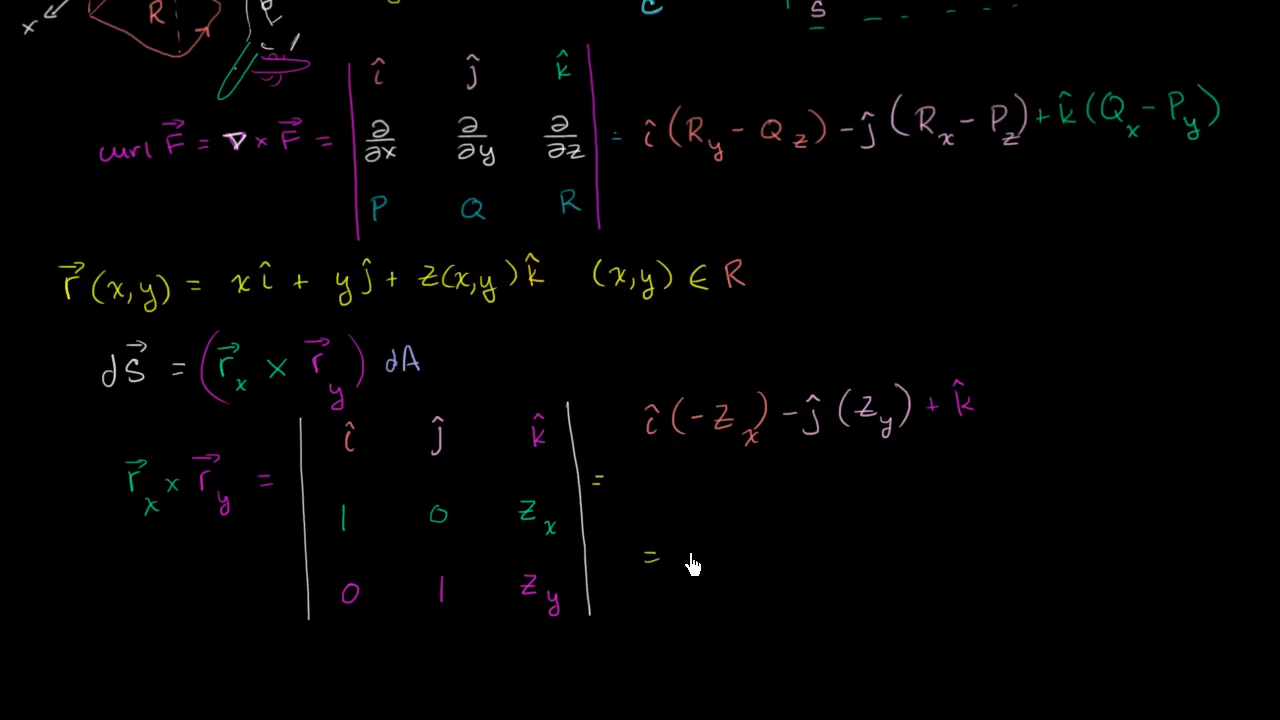 x R C S
î ĵ k̂
curl F⃗ = ∇ × F⃗ = ∂/∂x ∂/∂y ∂/∂z = î (R_y − Q_z) − ĵ (R_x − P_z) + k̂ (Q_x − P_y)
P Q R
r⃗ (x,y) = x î + y ĵ + z(x,y) k̂ (x,y) ∈ R
dS⃗ = (r⃗_x × r⃗_y) dA
î ĵ k̂ î (−z_x) − ĵ (z_y) + k̂
r⃗_x × r⃗_y = 1 0 z_x =
0 1 z_y =